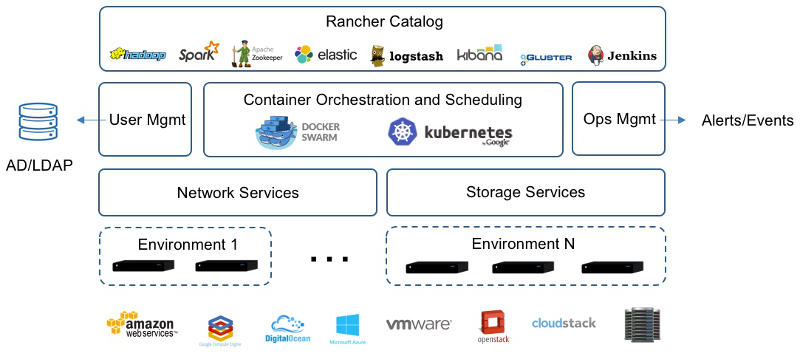 Rancher Catalog
hadoop
Spark
Apache
Zookeeper
elastic
logstash
kibana
GLUSTER
Jenkins
User Mgmt
Container Orchestration and Scheduling
DOCKER
SWARM
kubernetes
by Google
Ops Mgmt
Alerts/Events
AD/LDAP
Network Services
Storage Services
Environment 1
...
Environment N
amazon
web services™
Google Compute Engine
DigitalOcean
Microsoft Azure
vmware®
openstack
cloudstack